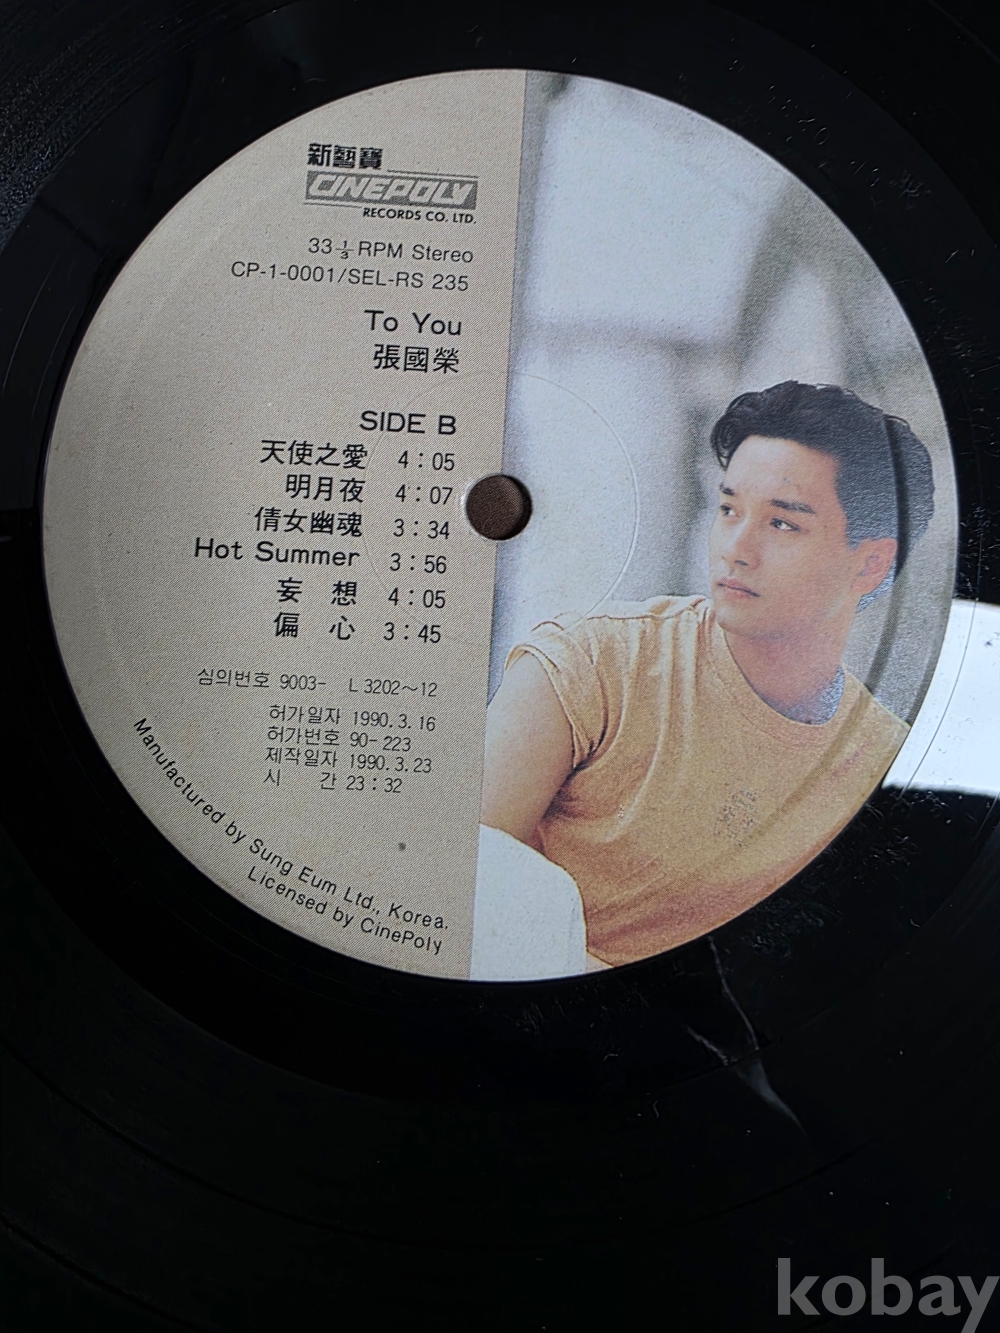 新藝寶
CINEPOLY
RECORDS CO. LTD.
33 1/3 RPM Stereo
CP-1-0001/SEL-RS 235
To You
張國榮
SIDE B
天使之愛 4:05
明月夜 4:07
倩女幽魂 3:34
Hot Summer 3:56
妄 想 4:05
偏 心 3:45
심의번호 9003- L3202~12
허가일자 1990.3.16
허가번호 90-223
제작일자 1990.3.23
시 간 23:32
Manufactured by Sung Eum Ltd., Korea.
Licensed by CinePoly
kobay